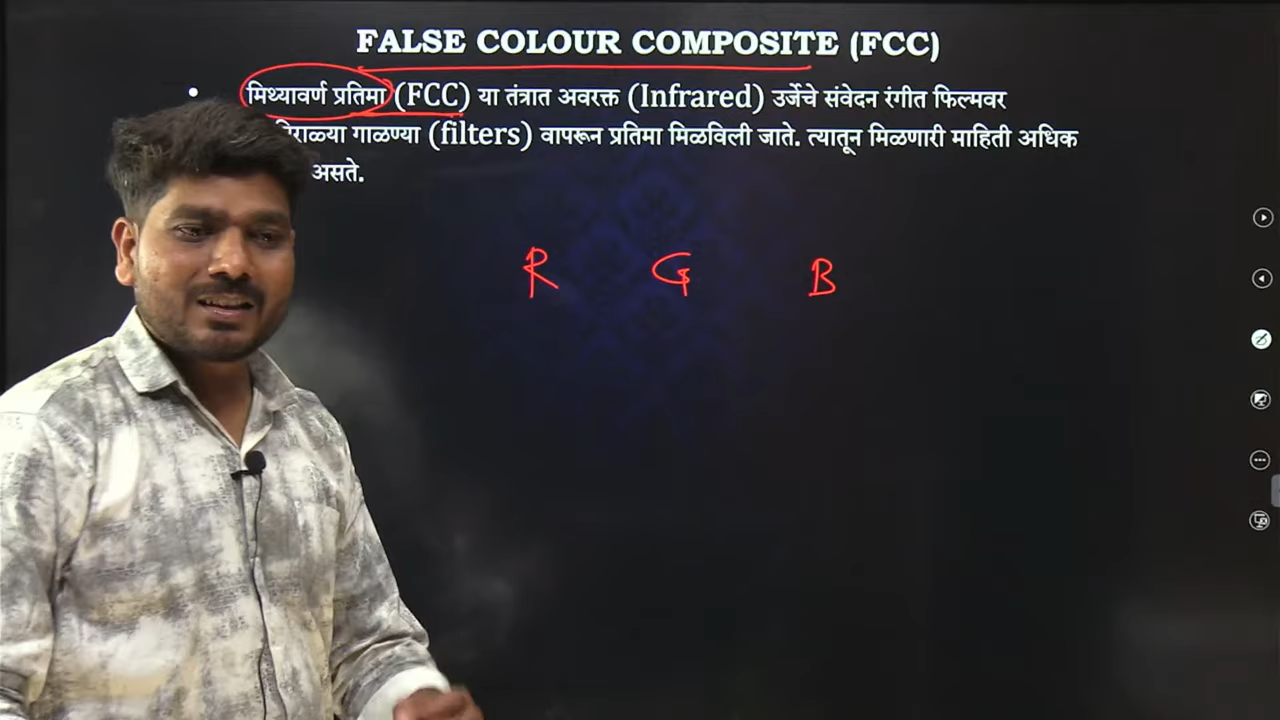 FALSE COLOUR COMPOSITE (FCC)
• मिथ्यावर्ण प्रतिमा (FCC) या तंत्रात अवरक्त (Infrared) उर्जेचे संवेदन रंगीत फिल्मवर
गाळण्या (filters) वापरून प्रतिमा मिळविली जाते. त्यातून मिळणारी माहिती अधिक
असते.
R G B